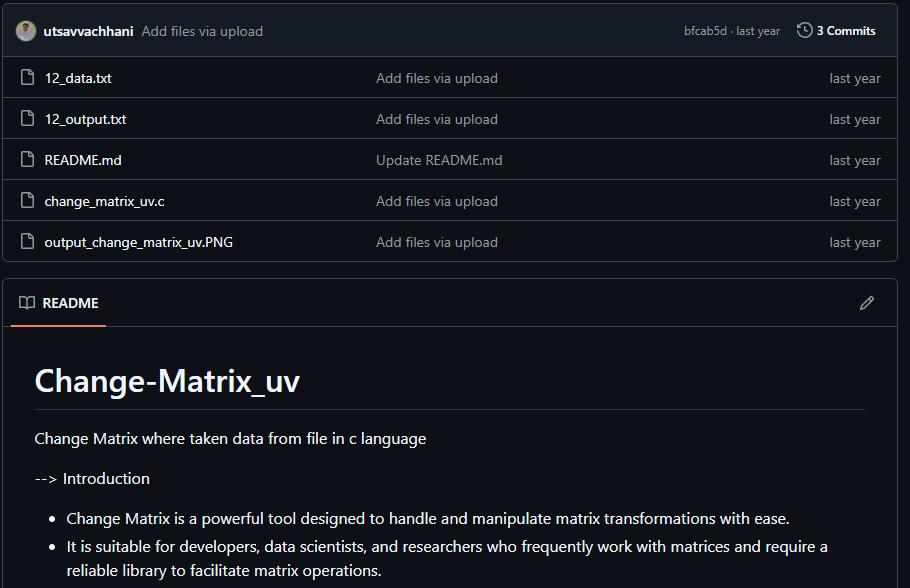 utsavvachhani Add files via upload bfcab5d · last year 3 Commits
12_data.txt Add files via upload last year
12_output.txt Add files via upload last year
README.md Update README.md last year
change_matrix_uv.c Add files via upload last year
output_change_matrix_uv.PNG Add files via upload last year
README
Change-Matrix_uv
Change Matrix where taken data from file in c language
--> Introduction
• Change Matrix is a powerful tool designed to handle and manipulate matrix transformations with ease.
• It is suitable for developers, data scientists, and researchers who frequently work with matrices and require a
reliable library to facilitate matrix operations.